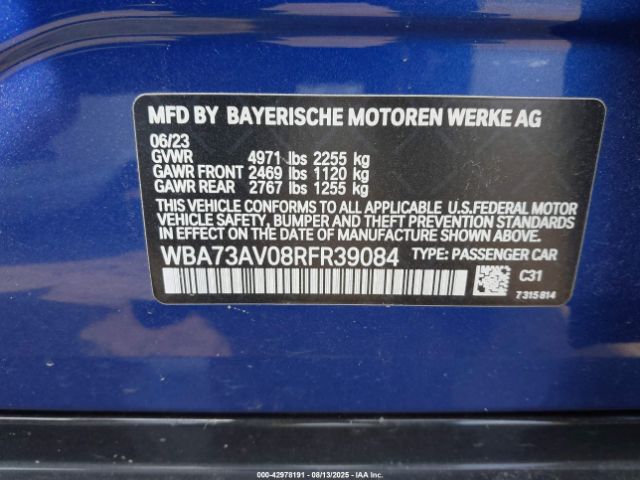 MFD BY BAYERISCHE MOTOREN WERKE AG
06/23
GVWR 4971 lbs 2255 kg
GAWR FRONT 2469 lbs 1120 kg
GAWR REAR 2767 lbs 1255 kg
THIS VEHICLE CONFORMS TO ALL APPLICABLE U.S.FEDERAL MOTOR
VEHICLE SAFETY, BUMPER AND THEFT PREVENTION STANDARDS
IN EFFECT ON THE DATE OF MANUFACTURE SHOWN ABOVE.
WBA73AV08RFR39084 TYPE: PASSENGER CAR
C31
7315814
000-42978191 - 08/13/2025 - IAAI.COM